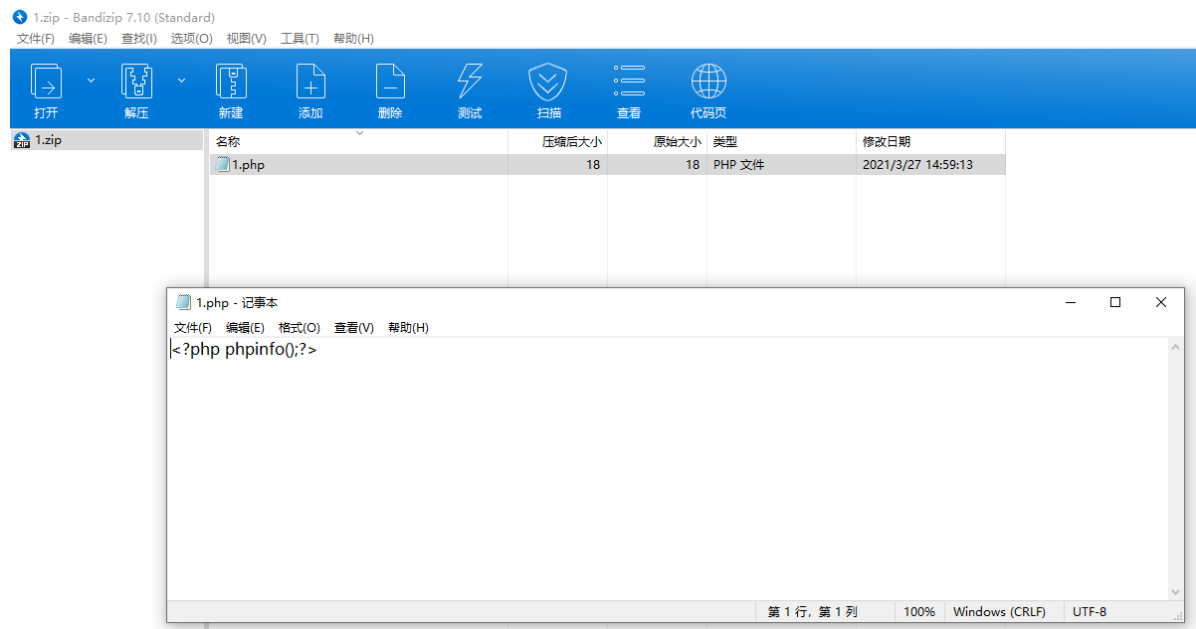 1.zip - Bandizip 7.10 (Standard)
文件(F) 编辑(E) 查找(I) 选项(O) 视图(V) 工具(T) 帮助(H)
打开 解压 新建 添加 删除 测试 扫描 查看 代码页
1.zip
名称 压缩后大小 原始大小 类型 修改日期
1.php 18 18 PHP 文件 2021/3/27 14:59:13
1.php - 记事本
文件(F) 编辑(E) 格式(O) 查看(V) 帮助(H)
<?php phpinfo();?>
第 1 行，第 1 列 100% Windows (CRLF) UTF-8